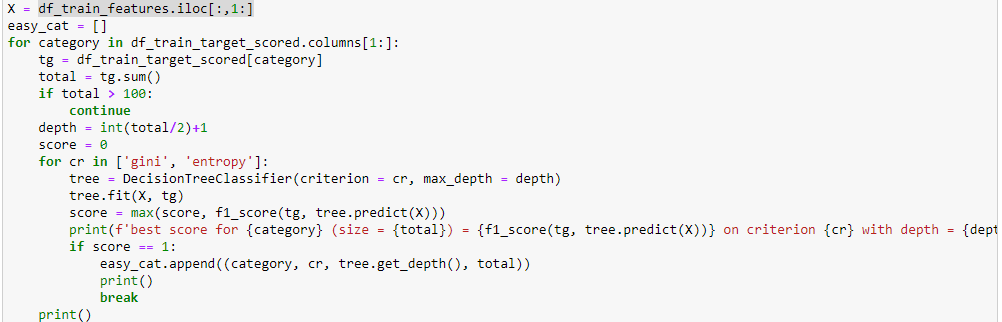 X = df_train_features.iloc[:,1:]
easy_cat = []
for category in df_train_target_scored.columns[1:]:
    tg = df_train_target_scored[category]
    total = tg.sum()
    if total > 100:
        continue
    depth = int(total/2)+1
    score = 0
    for cr in ['gini', 'entropy']:
        tree = DecisionTreeClassifier(criterion = cr, max_depth = depth)
        tree.fit(X, tg)
        score = max(score, f1_score(tg, tree.predict(X)))
        print(f'best score for {category} (size = {total}) = {f1_score(tg, tree.predict(X))} on criterion {cr} with depth = {dept
        if score == 1:
            easy_cat.append((category, cr, tree.get_depth(), total))
            print()
            break
    print()